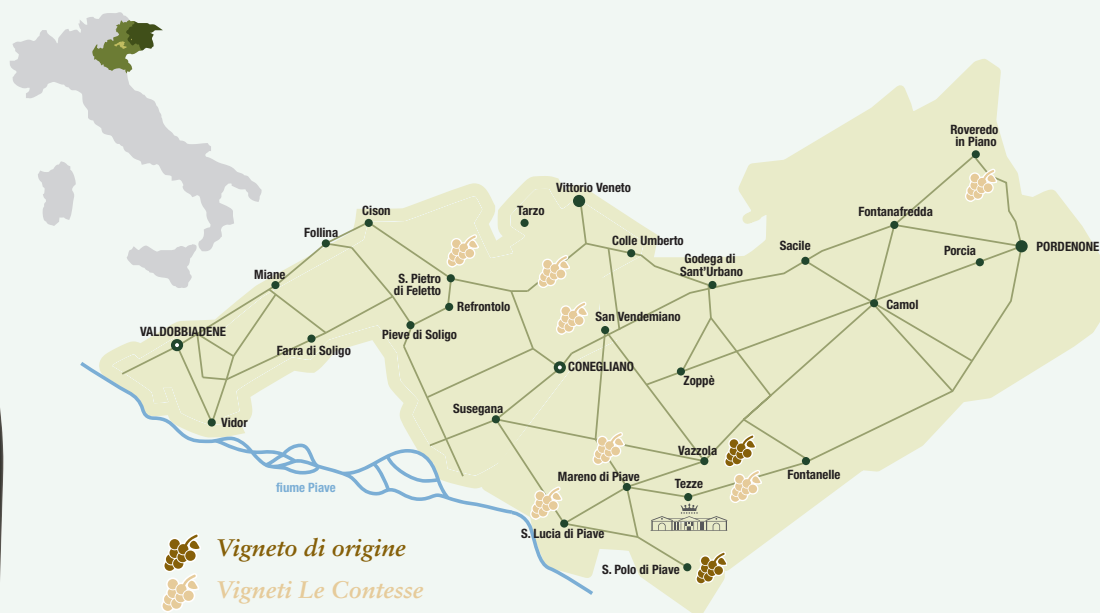 Roveredo
in Piano
Vittorio Veneto
Cison
Tarzo
Fontanafredda
Follina
Colle Umberto
Sacile
Porcia
PORDENONE
Godega di
Sant'Urbano
Miane
S. Pietro
di Feletto
Refrontolo
Camol
San Vendemiano
VALDOBBIADENE
Pieve di Soligo
Farra di Soligo
CONEGLIANO
Zoppè
Susegana
Vidor
Vazzola
Mareno di Piave
Tezze
Fontanelle
fiume Piave
S. Lucia di Piave
S. Polo di Piave
Vigneto di origine
Vigneti Le Contesse